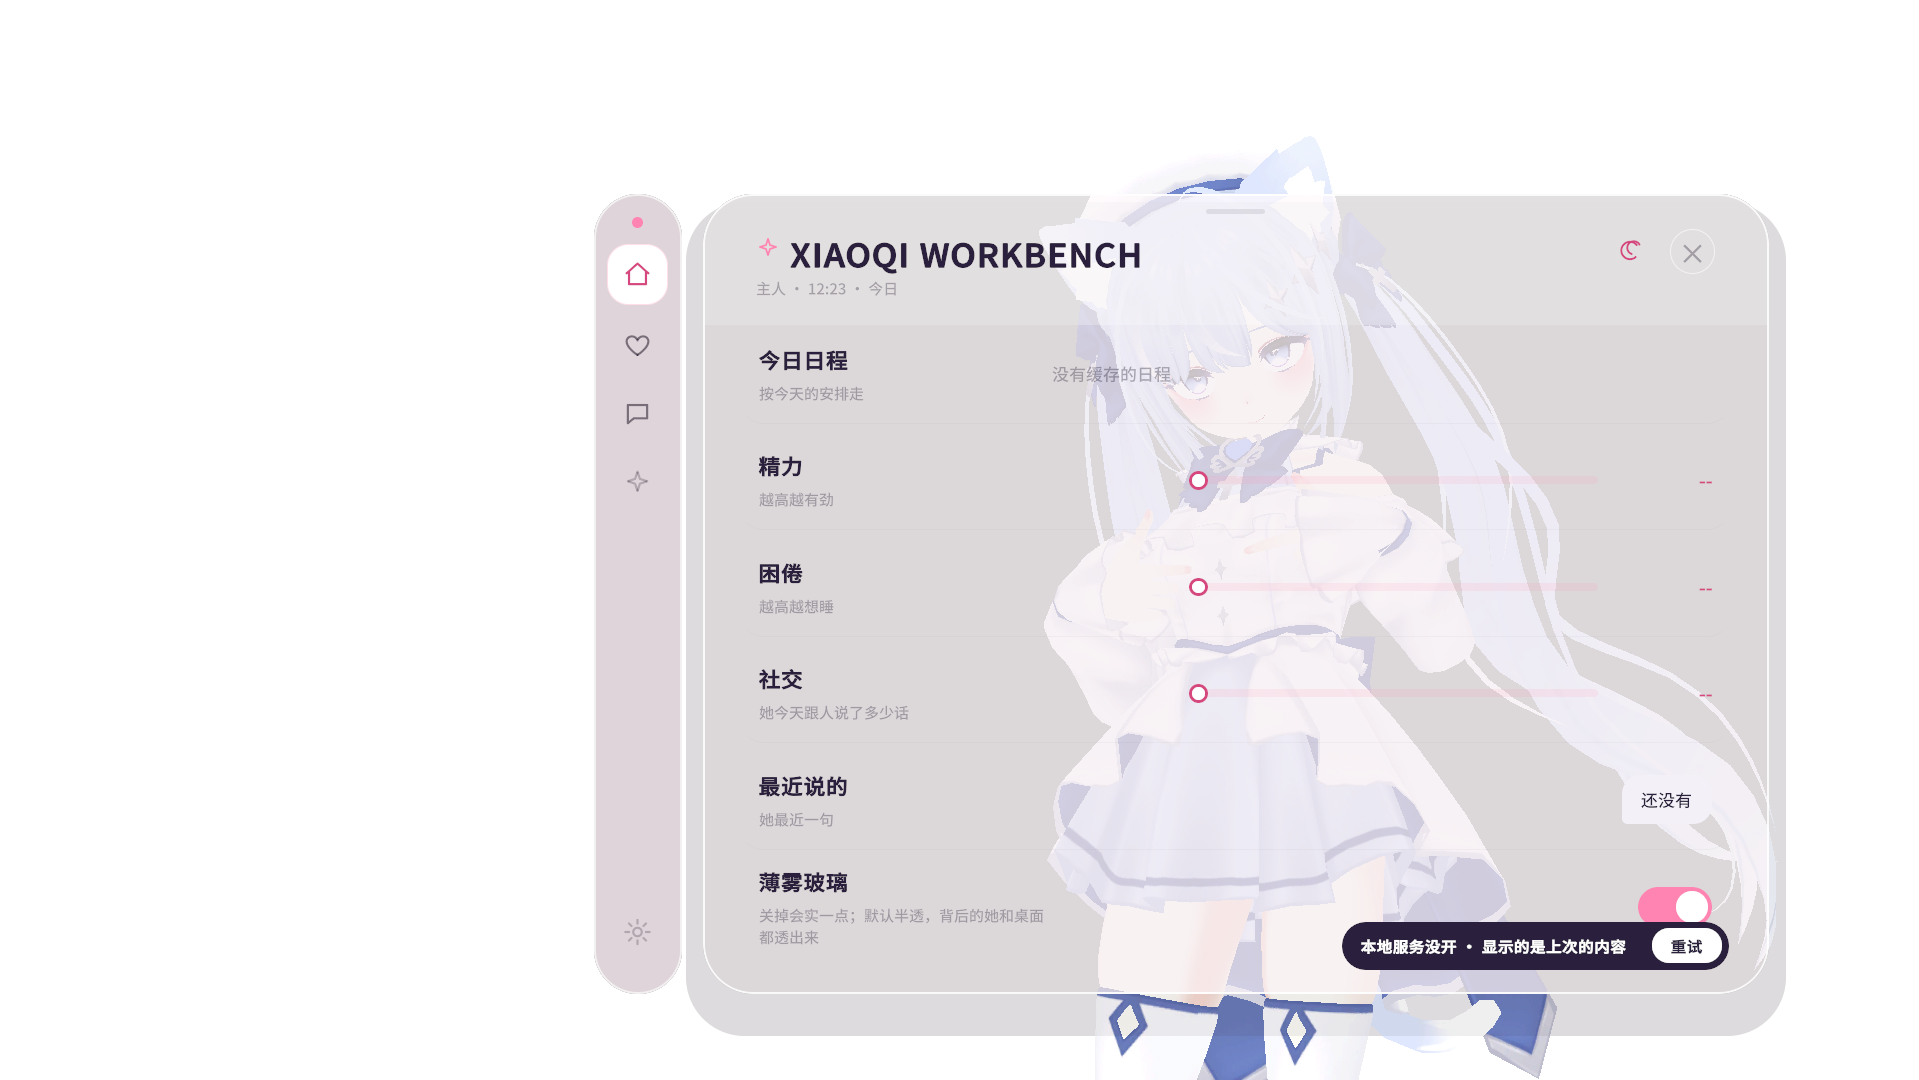 XIAOQI WORKBENCH
主人 • 12:23 • 今日
今日日程
按今天的安排走
没有缓存的日程
精力
越高越有劲
--
困倦
越高越想睡
--
社交
她今天跟人说了多少话
--
最近说的
她最近一句
还没有
薄雾玻璃
关掉会实一点；默认半透，背后的她和桌面
都透出来
本地服务没开 • 显示的是上次的内容
重试